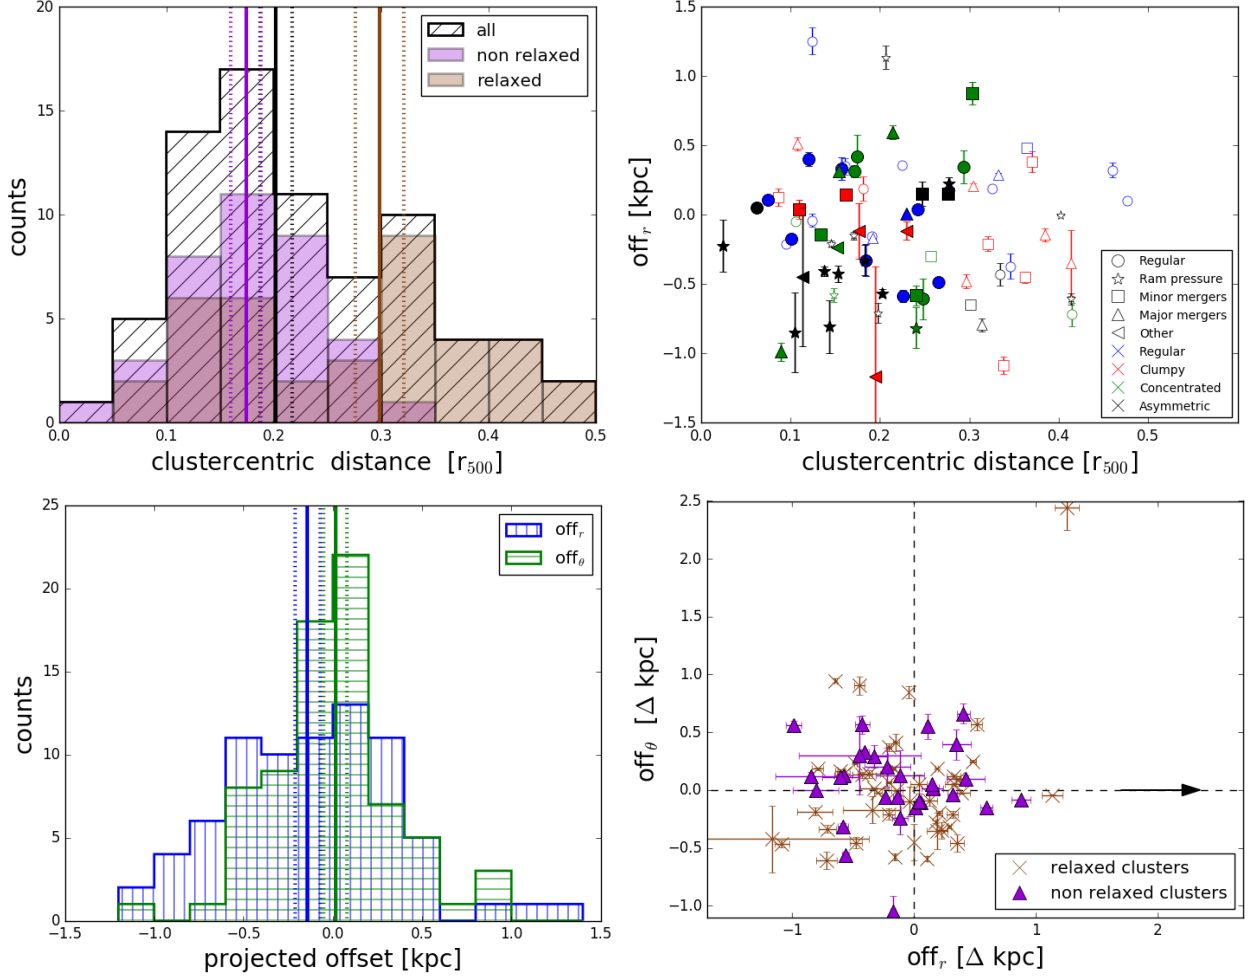 20
15
10
5
0
counts
0.0 0.1 0.2 0.3 0.4 0.5
clustercentric distance [r500]
all
non relaxed
relaxed
1.5
1.0
0.5
0.0
−0.5
−1.0
−1.5
off_r [kpc]
0.0 0.1 0.2 0.3 0.4 0.5
clustercentric distance [r500]
Regular
Ram pressure
Minor mergers
Major mergers
Other
Regular
Clumpy
Concentrated
Asymmetric
25
20
15
10
5
0
counts
−1.5 −1.0 −0.5 0.0 0.5 1.0 1.5
projected offset [kpc]
off_r
off_θ
2.5
2.0
1.5
1.0
0.5
0.0
−0.5
−1.0
off_θ [Δ kpc]
−1 0 1 2
off_r [Δ kpc]
relaxed clusters
non relaxed clusters